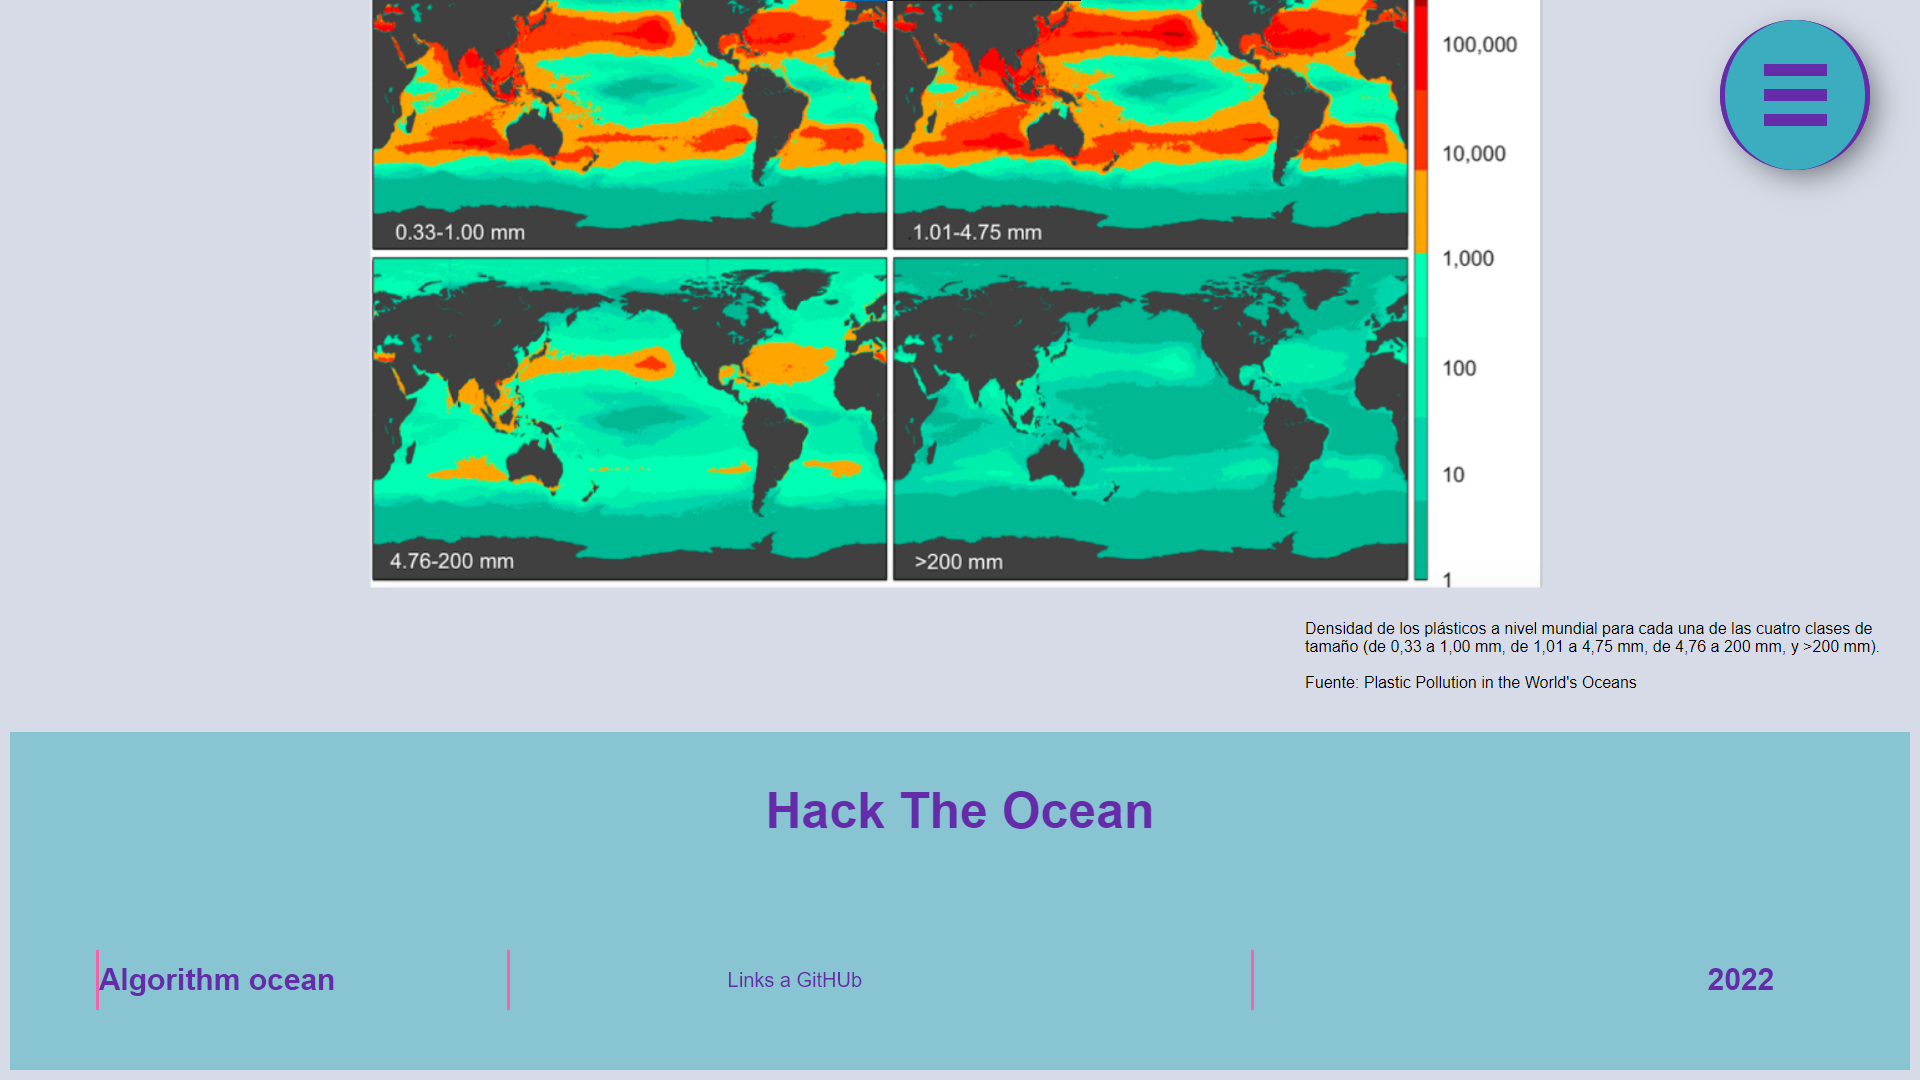 100,000
10,000
0.33-1.00 mm
1.01-4.75 mm
1,000
100
10
4.76-200 mm
>200 mm
1
Densidad de los plásticos a nivel mundial para cada una de las cuatro clases de
tamaño (de 0,33 a 1,00 mm, de 1,01 a 4,75 mm, de 4,76 a 200 mm, y >200 mm).
Fuente: Plastic Pollution in the World's Oceans
Hack The Ocean
Algorithm ocean
Links a GitHUb
2022